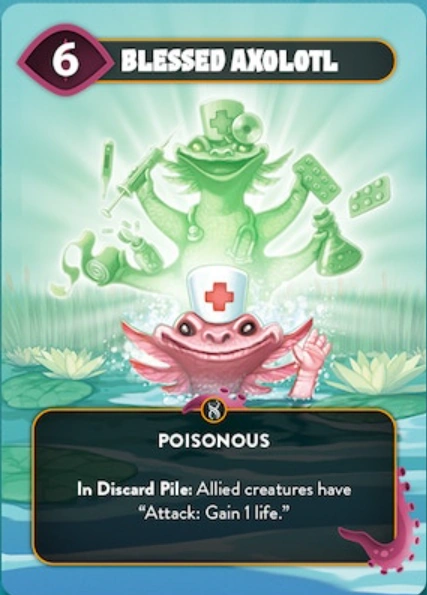 6 BLESSED AXOLOTL
POISONOUS
In Discard Pile: Allied creatures have
“Attack: Gain 1 life.”